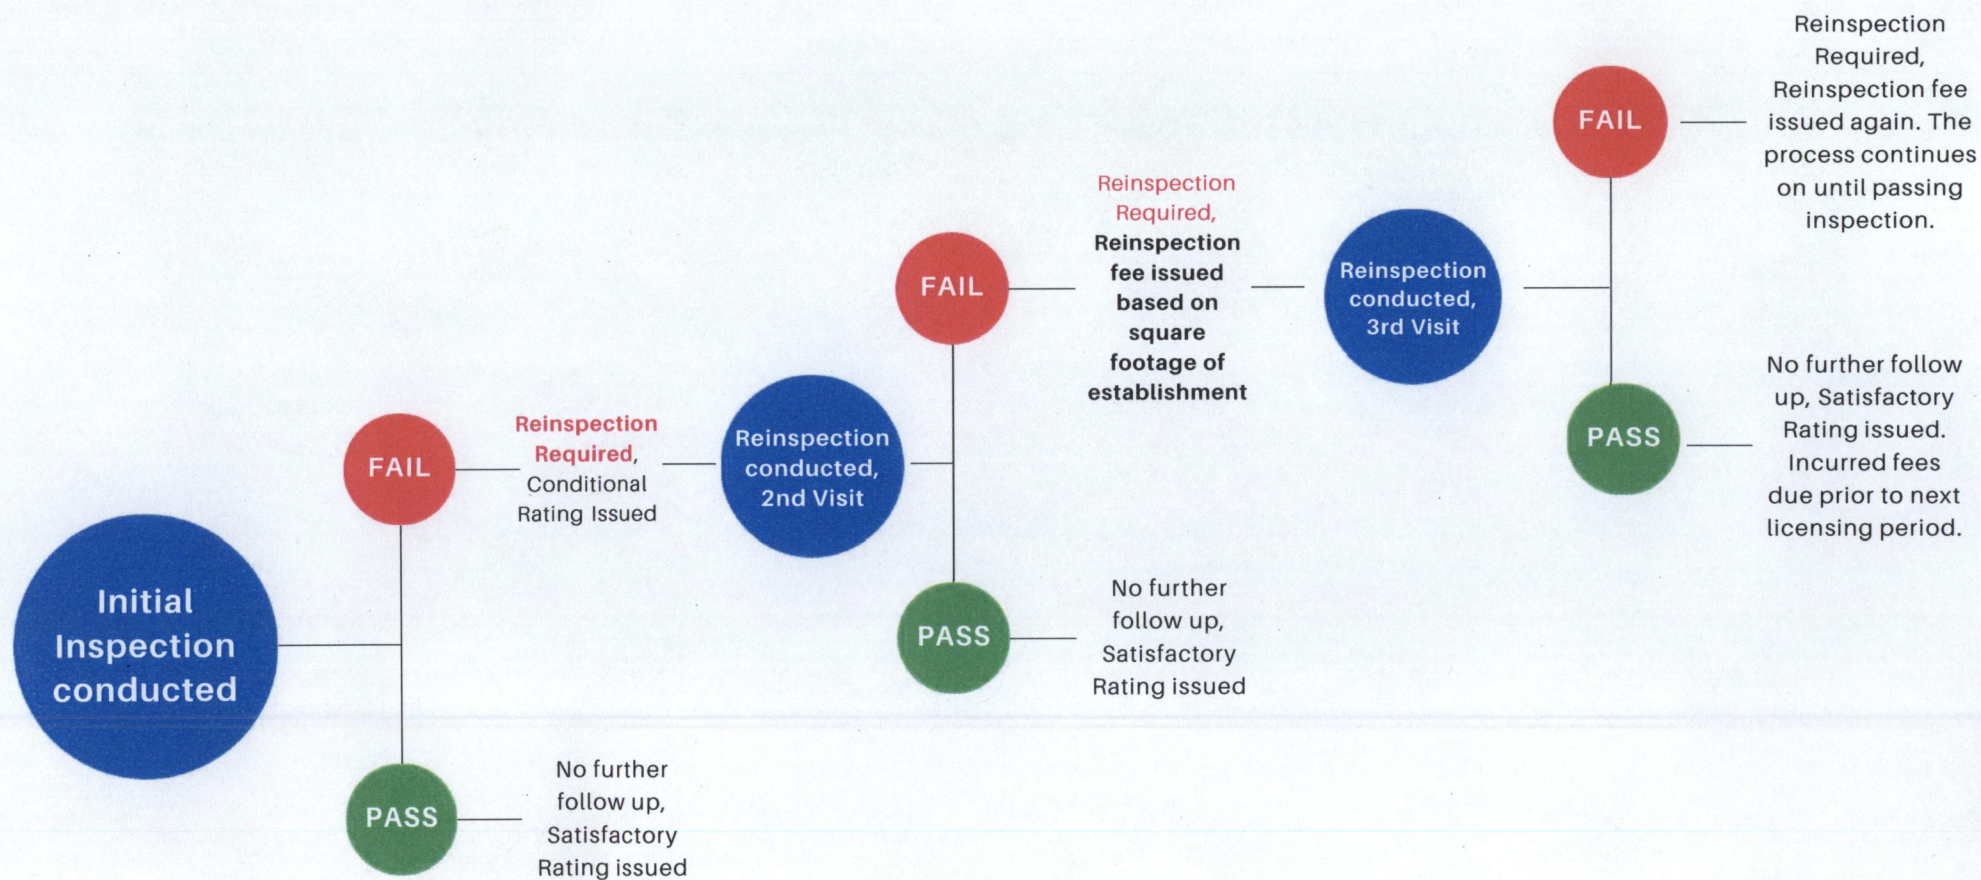 Initial
Inspection
conducted
FAIL
Reinspection
Required,
Conditional
Rating Issued
PASS
No further
follow up,
Satisfactory
Rating issued
Reinspection
conducted,
2nd Visit
FAIL
Reinspection
Required,
Reinspection
fee issued
based on
square
footage of
establishment
PASS
No further
follow up,
Satisfactory
Rating issued
Reinspection
conducted,
3rd Visit
FAIL
Reinspection
Required,
Reinspection fee
issued again. The
process continues
on until passing
inspection.
PASS
No further follow
up, Satisfactory
Rating issued.
Incurred fees
due prior to next
licensing period.